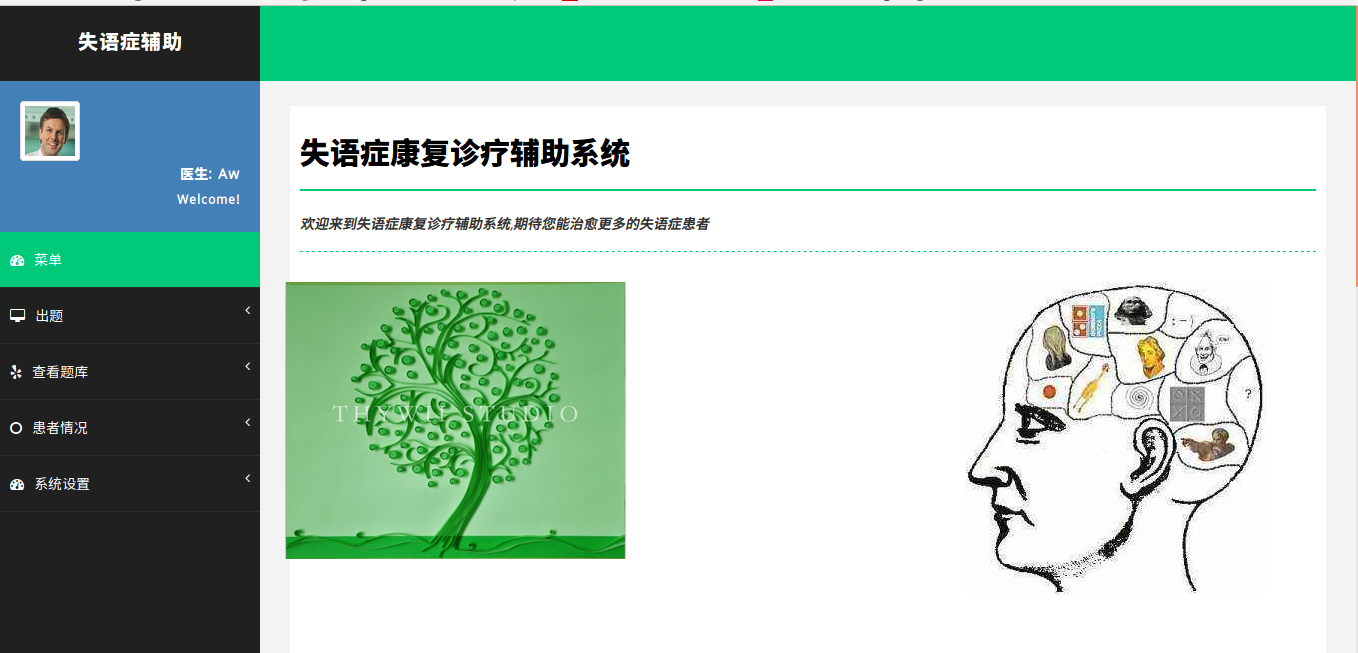 失语症辅助
医生: Aw
Welcome!
菜单
出题
查看题库
患者情况
系统设置
失语症康复诊疗辅助系统
欢迎来到失语症康复诊疗辅助系统,期待您能治愈更多的失语症患者
THYWII STUDIO
?